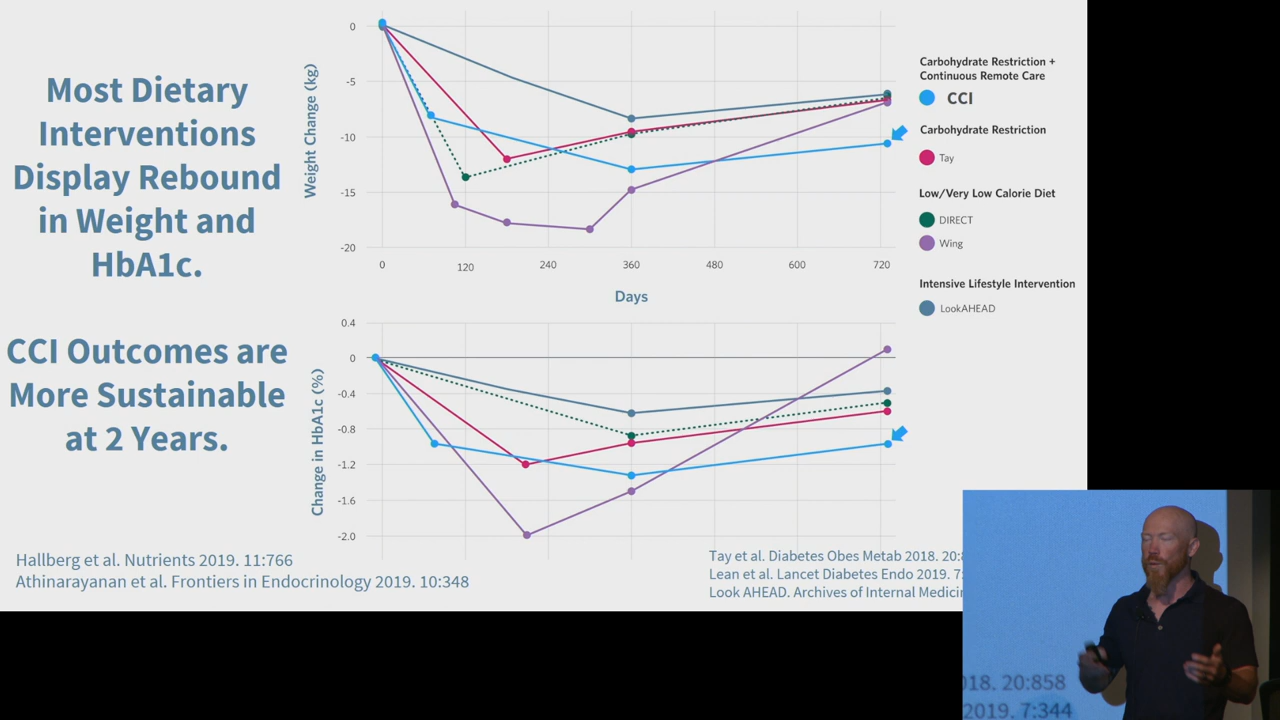 Most Dietary
Interventions
Display Rebound
in Weight and
HbA1c.
CCI Outcomes are
More Sustainable
at 2 Years.
Hallberg et al. Nutrients 2019. 11:766
Athinarayanan et al. Frontiers in Endocrinology 2019. 10:348
Weight Change (kg)
0
-5
-10
-15
-20
0 120 240 360 480 600 720
Days
Change in HbA1c (%)
0.4
0
-0.4
-0.8
-1.2
-1.6
-2.0
Carbohydrate Restriction +
Continuous Remote Care
CCI
Carbohydrate Restriction
Tay
Low/Very Low Calorie Diet
DIRECT
Wing
Intensive Lifestyle Intervention
LookAHEAD
Tay et al. Diabetes Obes Metab 2018. 20:8
Lean et al. Lancet Diabetes Endo 2019. 7:
Look AHEAD. Archives of Internal Medicin
018. 20:858
2019. 7:344